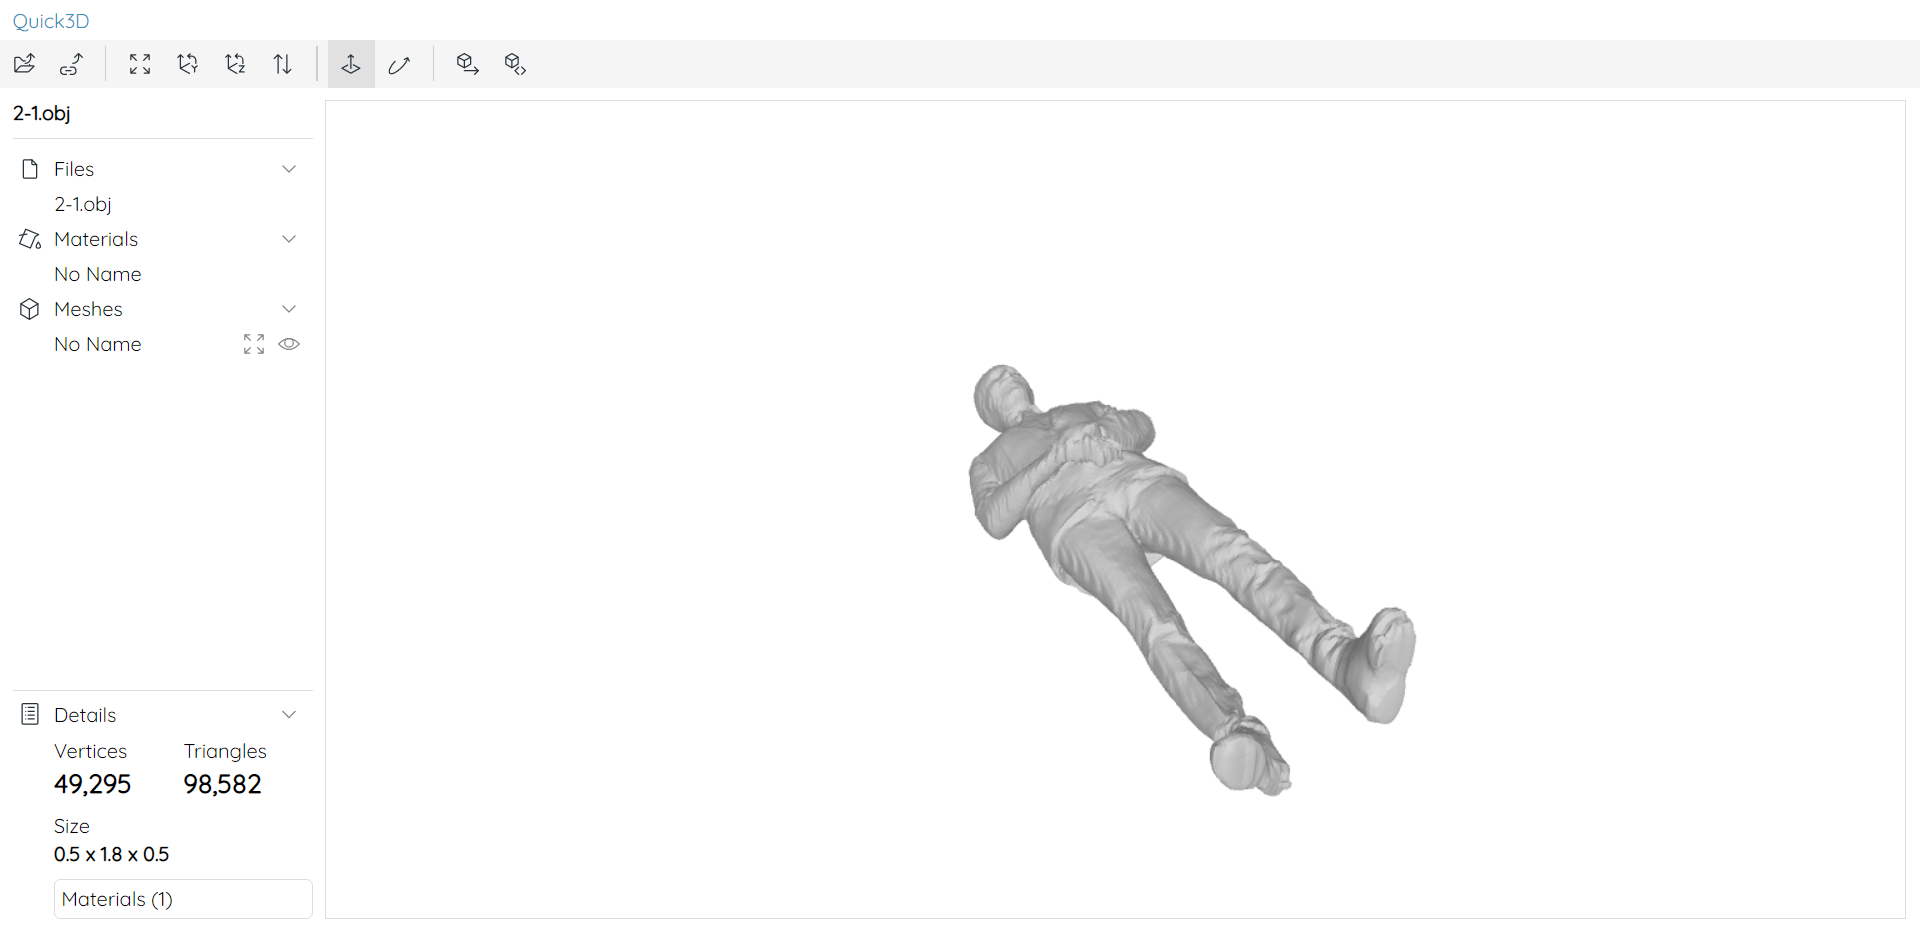 Quick3D
2-1.obj
Files
2-1.obj
Materials
No Name
Meshes
No Name
Details
Vertices Triangles
49,295 98,582
Size
0.5 x 1.8 x 0.5
Materials (1)